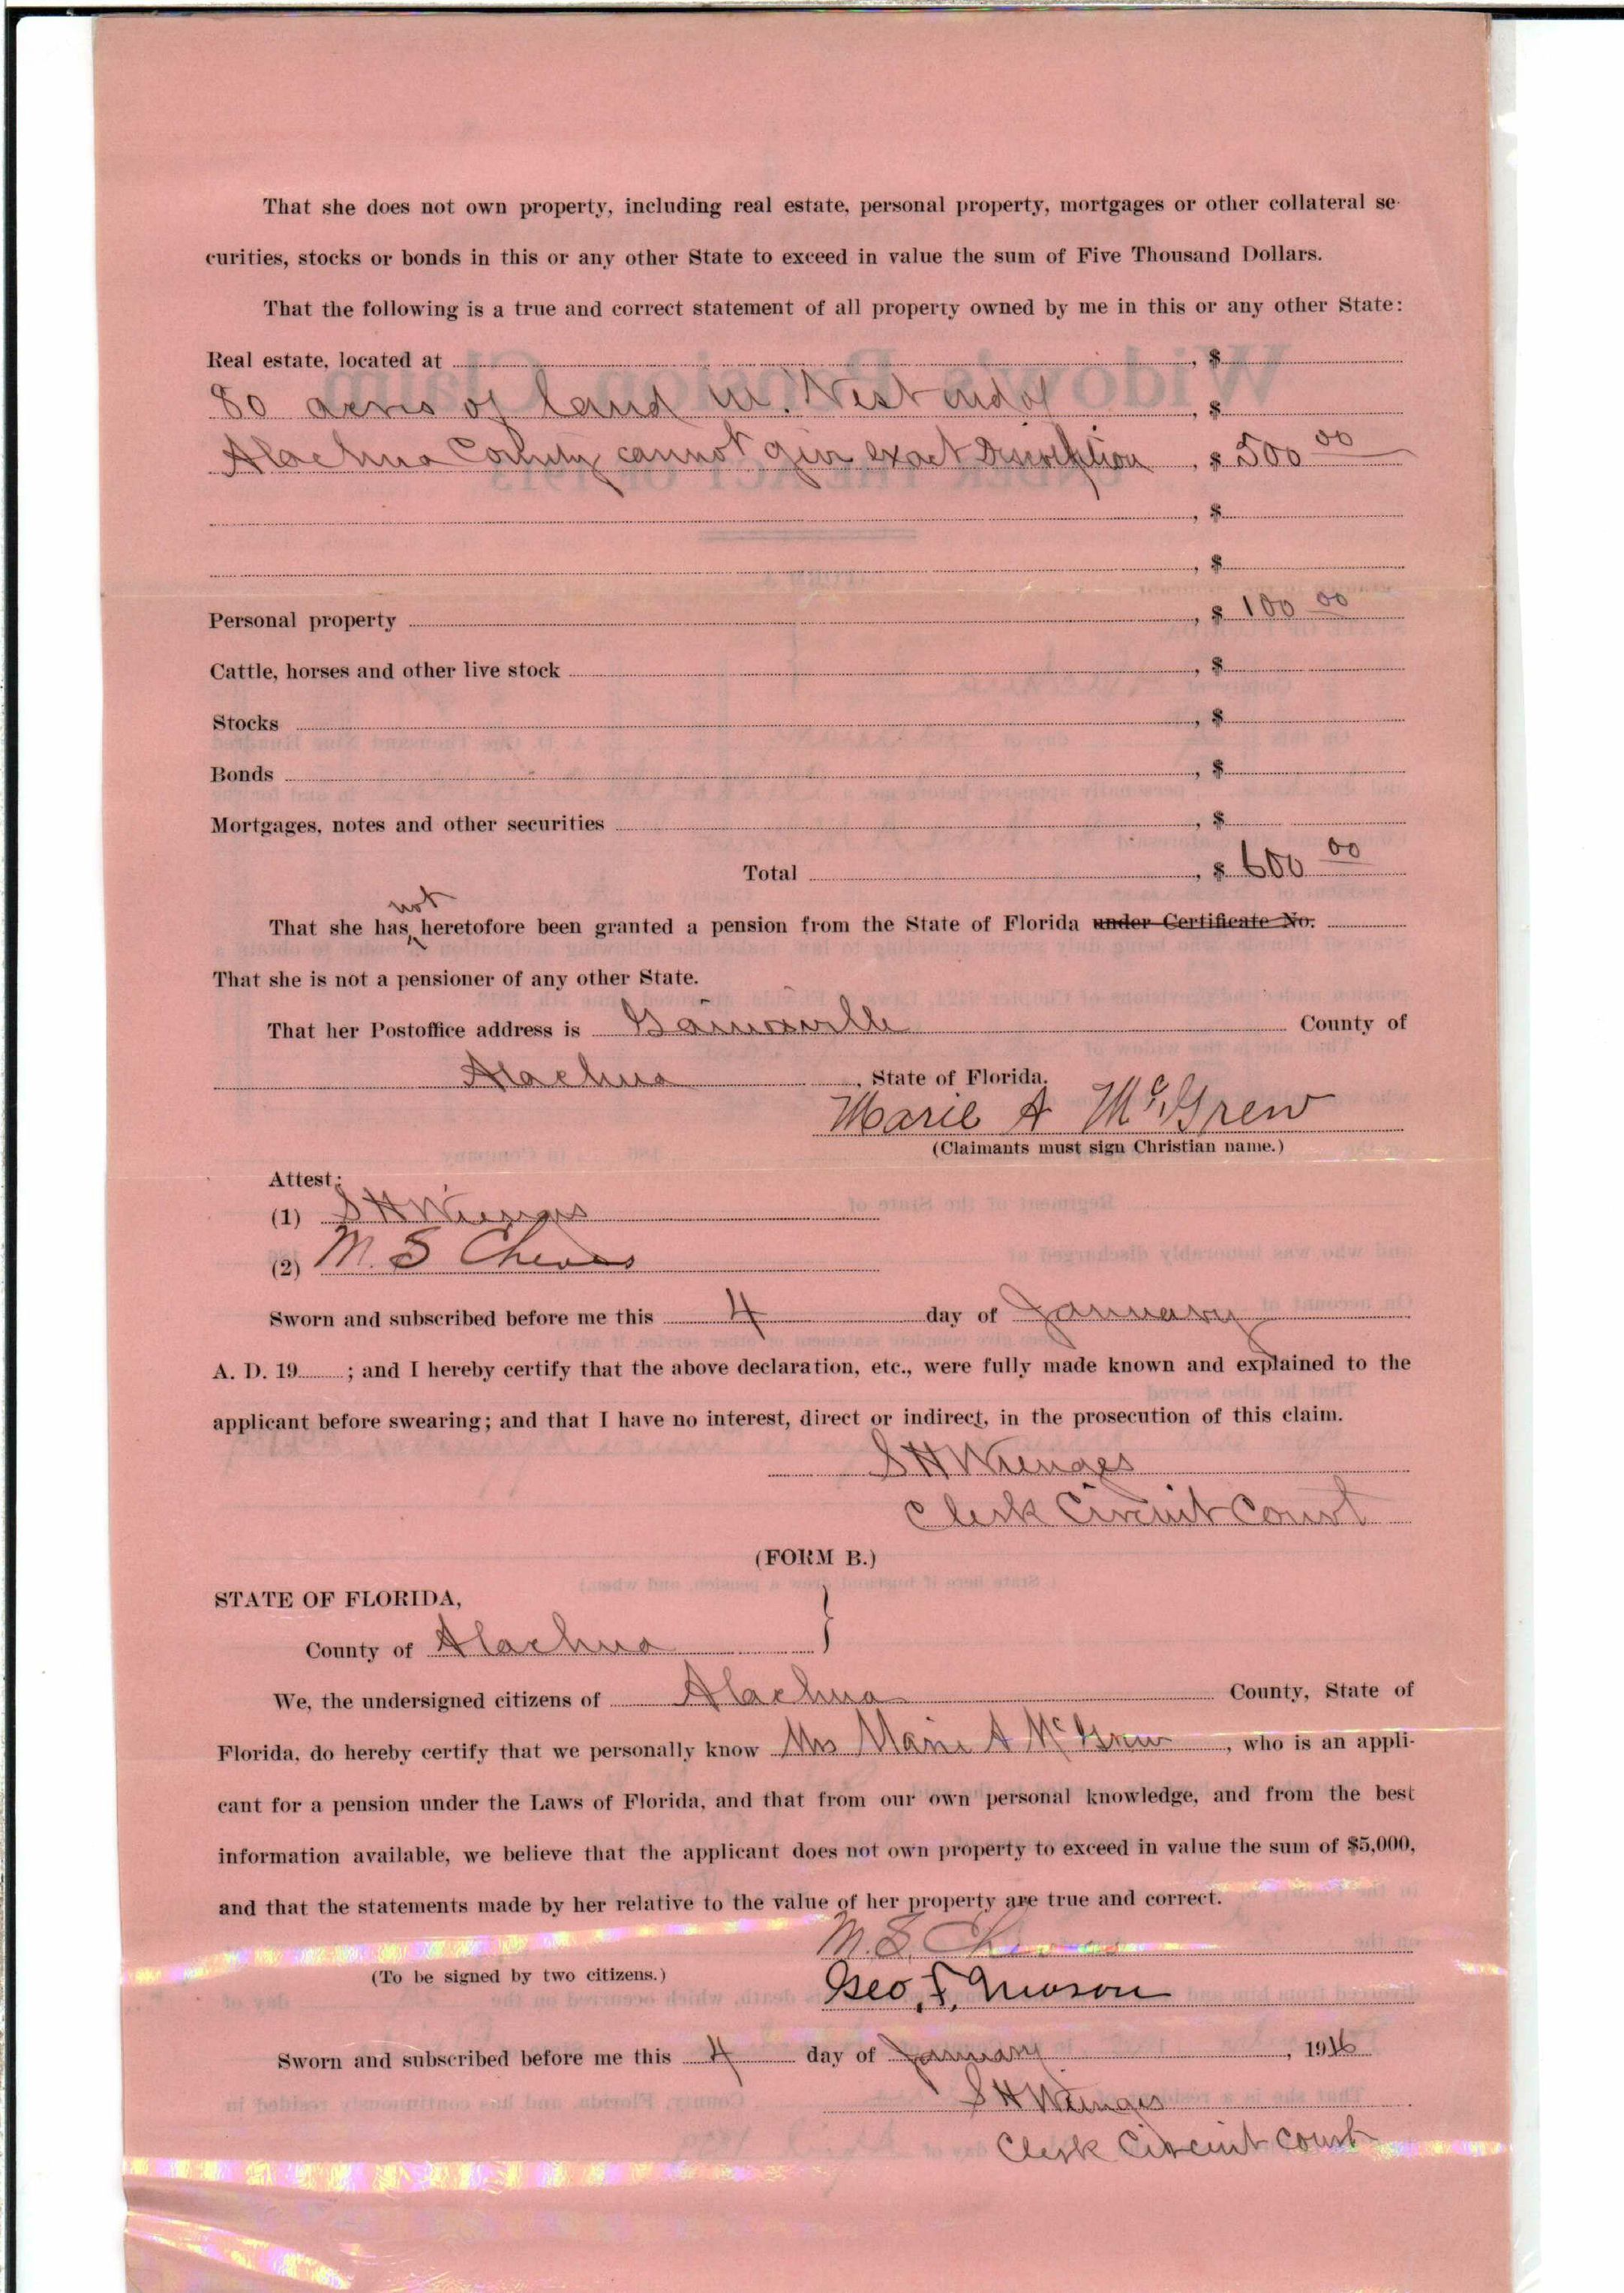 That she does not own property, including real estate, personal property, mortgages or other collateral se-
curities, stocks or bonds in this or any other State to exceed in value the sum of Five Thousand Dollars.
That the following is a true and correct statement of all property owned by me in this or any other State:
Real estate, located at , $
80 acres of land in West end of , $
Alachua County cannot give exact Description , $ 500 00
, $
, $
Personal property , $ 100 00
Cattle, horses and other live stock , $
Stocks , $
Bonds , $
Mortgages, notes and other securities , $
Total , $ 600 00
not
That she has heretofore been granted a pension from the State of Florida under Certificate No.
That she is not a pensioner of any other State.
That her Postoffice address is Gainesville County of
Alachua , State of Florida.
Marie A McGrew
(Claimants must sign Christian name.)
Attest:
(1) S H Wienges
(2) M. S Cheves
Sworn and subscribed before me this 4 day of January
A. D. 19 ; and I hereby certify that the above declaration, etc., were fully made known and explained to the
applicant before swearing; and that I have no interest, direct or indirect, in the prosecution of this claim.
S H Wienges
Clerk Circuit Court
(FORM B.)
STATE OF FLORIDA,
County of Alachua }
We, the undersigned citizens of Alachua County, State of
Florida, do hereby certify that we personally know Mrs Marie A McGrew , who is an appli-
cant for a pension under the Laws of Florida, and that from our own personal knowledge, and from the best
information available, we believe that the applicant does not own property to exceed in value the sum of $5,000,
and that the statements made by her relative to the value of her property are true and correct.
M. S. Cheves
(To be signed by two citizens.)
Geo. F.
Sworn and subscribed before me this 4 day of January , 1916
S H Wienges
Clerk Circuit Court